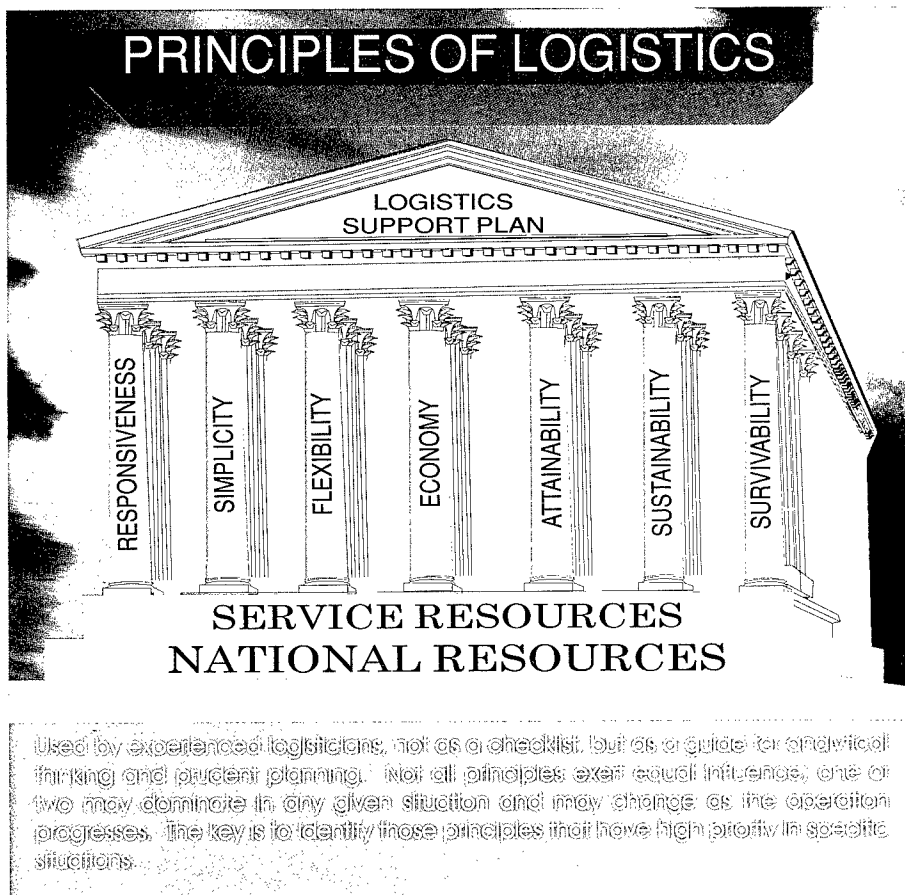 PRINCIPLES OF LOGISTICS
LOGISTICS
SUPPORT PLAN
RESPONSIVENESS
SIMPLICITY
FLEXIBILITY
ECONOMY
ATTAINABILITY
SUSTAINABILITY
SURVIVABILITY
SERVICE RESOURCES
NATIONAL RESOURCES
Used by experienced logisticians, not as a checklist, but as a guide to analytical
thinking and prudent planning. Not all principles exert equal influence; one or
two may dominate in any given situation and may change as the operation
progresses. The key is to identify those principles that have high priority in specific
situations.